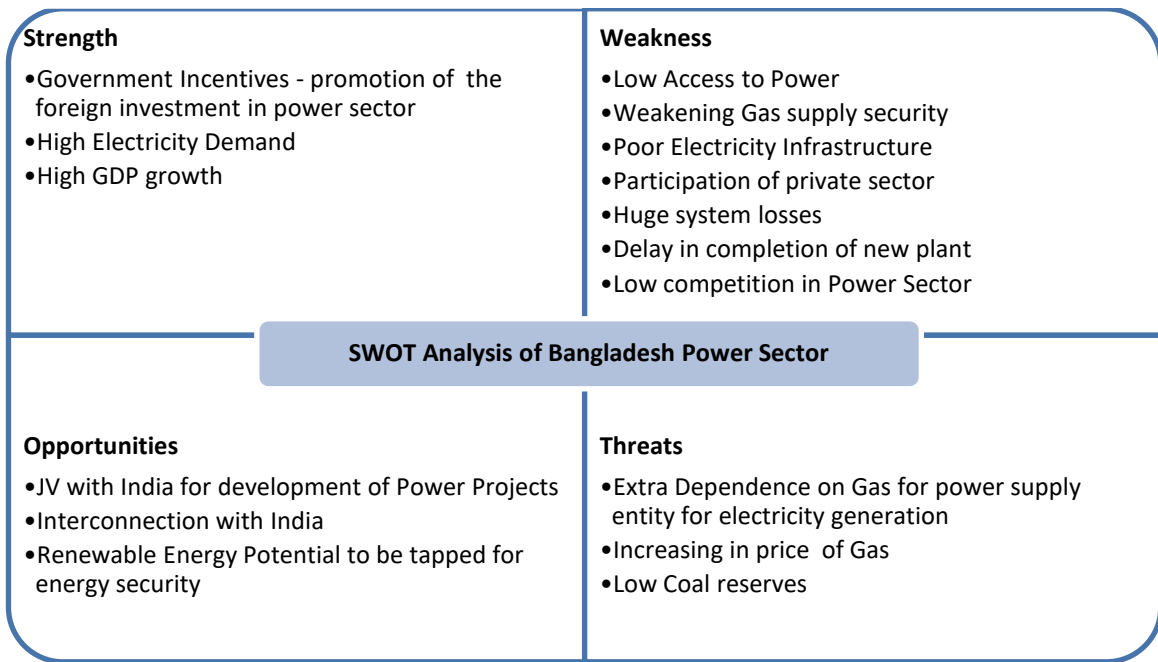 Strength
•Government Incentives - promotion of the
foreign investment in power sector
•High Electricity Demand
•High GDP growth
Weakness
•Low Access to Power
•Weakening Gas supply security
•Poor Electricity Infrastructure
•Participation of private sector
•Huge system losses
•Delay in completion of new plant
•Low competition in Power Sector
SWOT Analysis of Bangladesh Power Sector
Opportunities
•JV with India for development of Power Projects
•Interconnection with India
•Renewable Energy Potential to be tapped for
energy security
Threats
•Extra Dependence on Gas for power supply
entity for electricity generation
•Increasing in price of Gas
•Low Coal reserves